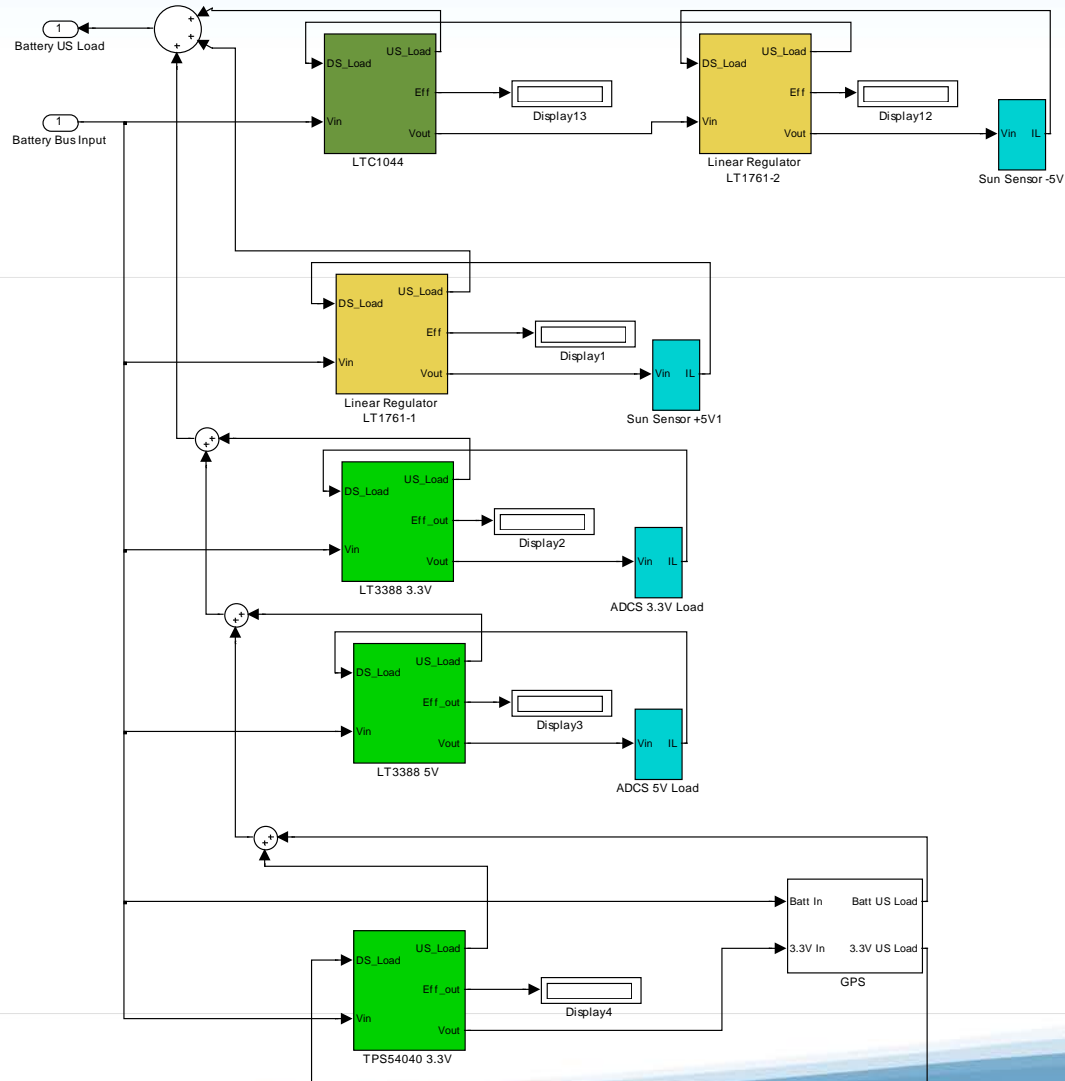 1
Battery US Load
+
+
+
1
Battery Bus Input
US_Load
DS_Load
Eff
Vin
Vout
LTC1044
Display13
US_Load
DS_Load
Eff
Vin
Vout
Linear Regulator
LT1761-2
Display12
Vin IL
Sun Sensor -5V
US_Load
DS_Load
Eff
Vin
Vout
Linear Regulator
LT1761-1
Display1
Vin IL
Sun Sensor +5V1
+
+
US_Load
DS_Load
Eff_out
Vin
Vout
LT3388 3.3V
Display2
Vin IL
ADCS 3.3V Load
+
+
US_Load
DS_Load
Eff_out
Vin
Vout
LT3388 5V
Display3
Vin IL
ADCS 5V Load
+
+
Batt In Batt US Load
3.3V In 3.3V US Load
GPS
US_Load
DS_Load
Eff_out
Vin
Vout
TPS54040 3.3V
Display4